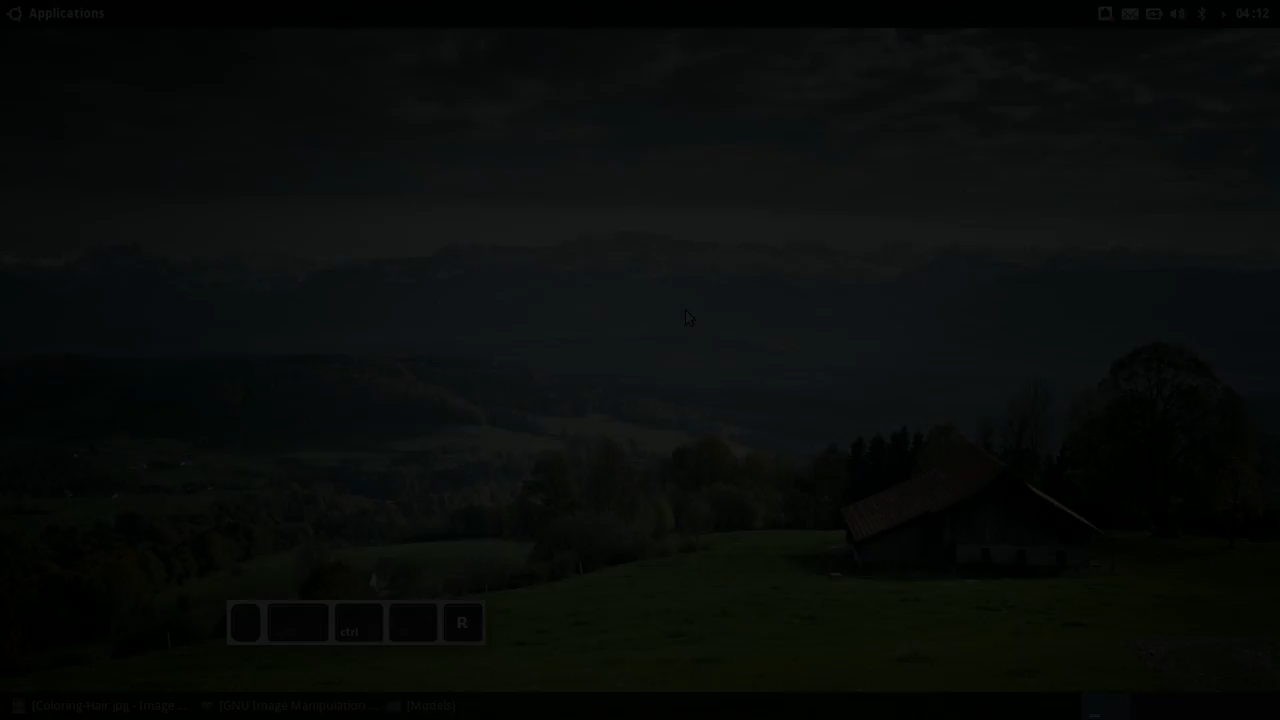 Applications
04:12
ctrl
R
[Coloring-Hair.jpg - Image ...
[GNU Image Manipulation ...
[Models]